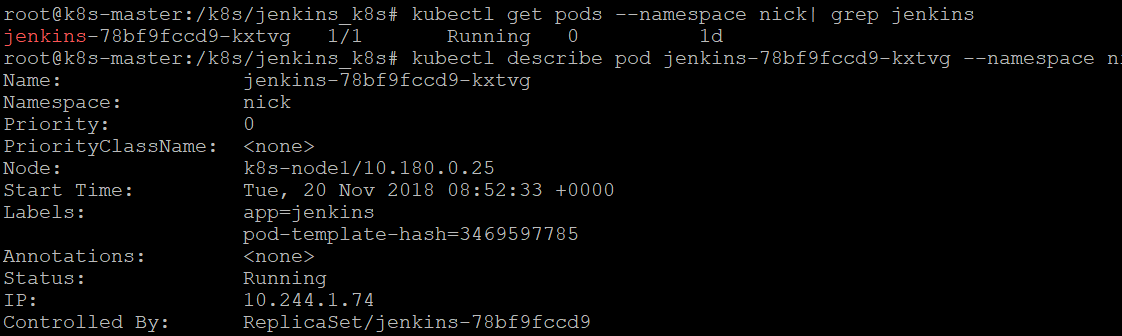 root@k8s-master:/k8s/jenkins_k8s# kubectl get pods --namespace nick| grep jenkins
jenkins-78bf9fccd9-kxtvg   1/1       Running   0          1d
root@k8s-master:/k8s/jenkins_k8s# kubectl describe pod jenkins-78bf9fccd9-kxtvg --namespace ni
Name:               jenkins-78bf9fccd9-kxtvg
Namespace:          nick
Priority:           0
PriorityClassName:  <none>
Node:               k8s-node1/10.180.0.25
Start Time:         Tue, 20 Nov 2018 08:52:33 +0000
Labels:             app=jenkins
                    pod-template-hash=3469597785
Annotations:        <none>
Status:             Running
IP:                 10.244.1.74
Controlled By:      ReplicaSet/jenkins-78bf9fccd9